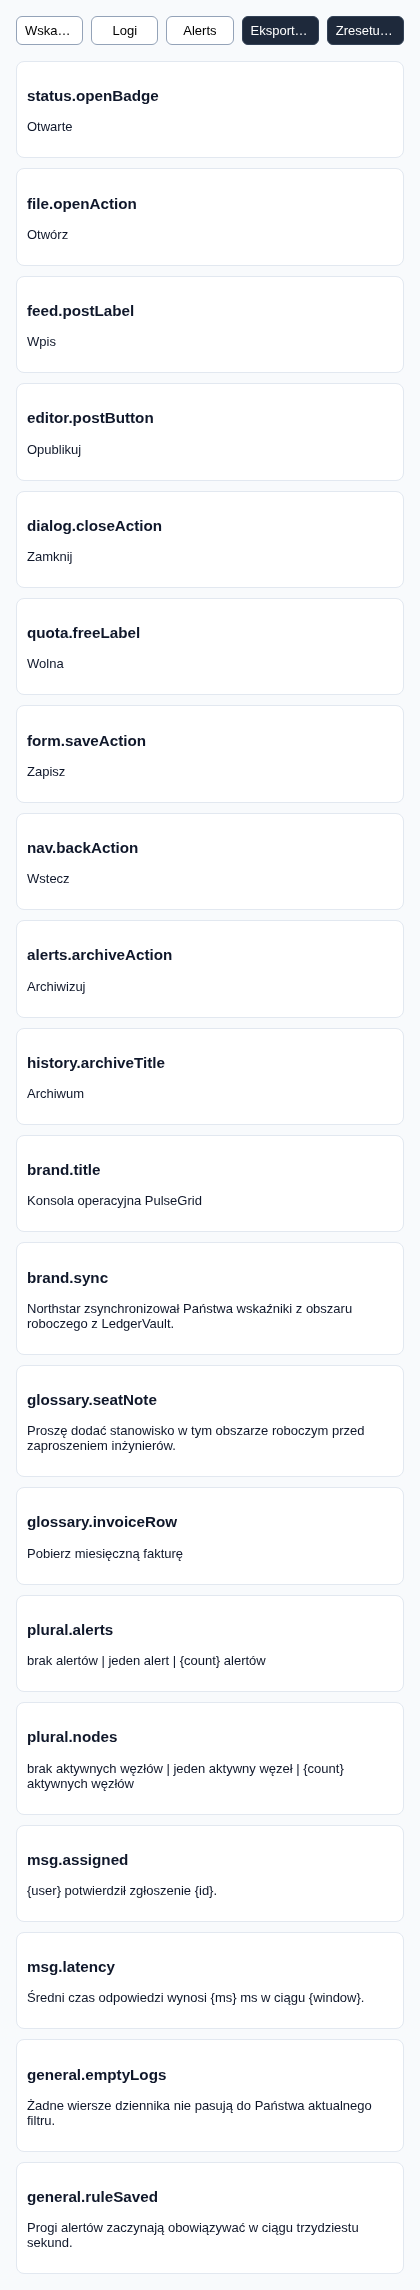 Wska…
Logi
Alerts
Eksport…
Zresetu…
status.openBadge
Otwarte
file.openAction
Otwórz
feed.postLabel
Wpis
editor.postButton
Opublikuj
dialog.closeAction
Zamknij
quota.freeLabel
Wolna
form.saveAction
Zapisz
nav.backAction
Wstecz
alerts.archiveAction
Archiwizuj
history.archiveTitle
Archiwum
brand.title
Konsola operacyjna PulseGrid
brand.sync
Northstar zsynchronizował Państwa wskaźniki z obszaru
roboczego z LedgerVault.
glossary.seatNote
Proszę dodać stanowisko w tym obszarze roboczym przed
zaproszeniem inżynierów.
glossary.invoiceRow
Pobierz miesięczną fakturę
plural.alerts
brak alertów | jeden alert | {count} alertów
plural.nodes
brak aktywnych węzłów | jeden aktywny węzeł | {count}
aktywnych węzłów
msg.assigned
{user} potwierdził zgłoszenie {id}.
msg.latency
Średni czas odpowiedzi wynosi {ms} ms w ciągu {window}.
general.emptyLogs
Żadne wiersze dziennika nie pasują do Państwa aktualnego
filtru.
general.ruleSaved
Progi alertów zaczynają obowiązywać w ciągu trzydziestu
sekund.